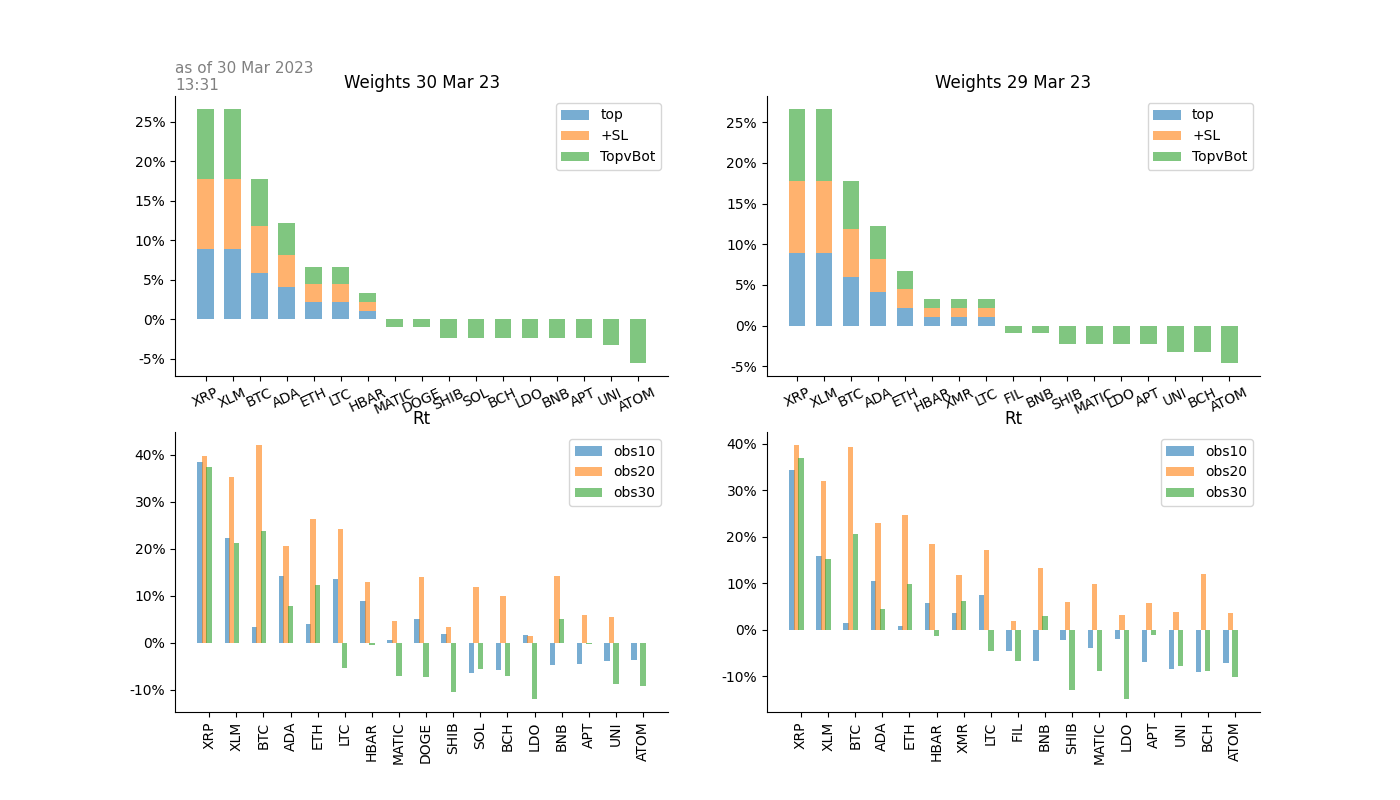 as of 30 Mar 2023
13:31
Weights 30 Mar 23
25%
20%
15%
10%
5%
0%
-5%
top
+SL
TopvBot
XRP XLM BTC ADA ETH LTC HBAR MATIC DOGE SHIB SOL BCH LDO BNB APT UNI ATOM
Weights 29 Mar 23
25%
20%
15%
10%
5%
0%
-5%
top
+SL
TopvBot
XRP XLM BTC ADA ETH HBAR XMR LTC FIL BNB SHIB MATIC LDO APT UNI BCH ATOM
Rt
40%
30%
20%
10%
0%
-10%
obs10
obs20
obs30
XRP XLM BTC ADA ETH LTC HBAR MATIC DOGE SHIB SOL BCH LDO BNB APT UNI ATOM
Rt
40%
30%
20%
10%
0%
-10%
obs10
obs20
obs30
XRP XLM BTC ADA ETH HBAR XMR LTC FIL BNB SHIB MATIC LDO APT UNI BCH ATOM